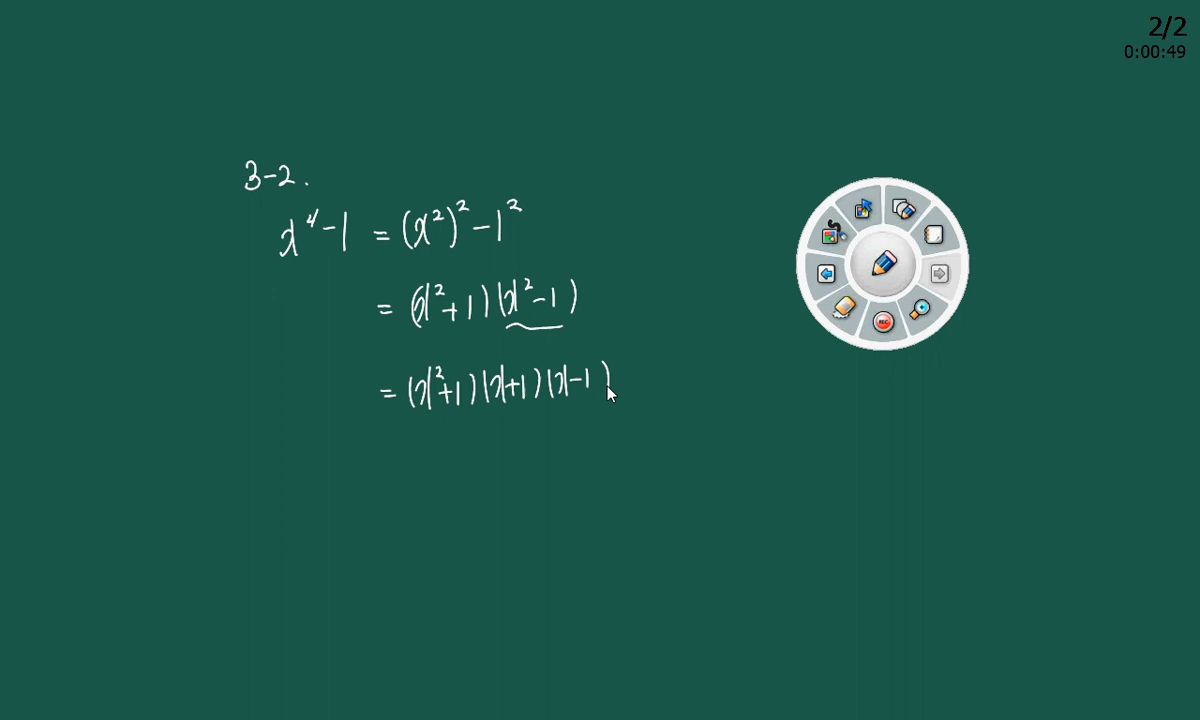 2/2
0:00:49
3-2.
x⁴-1 = (x²)²-1²
= (x²+1)(x²-1)
= (x²+1)(x+1)(x-1)
REC